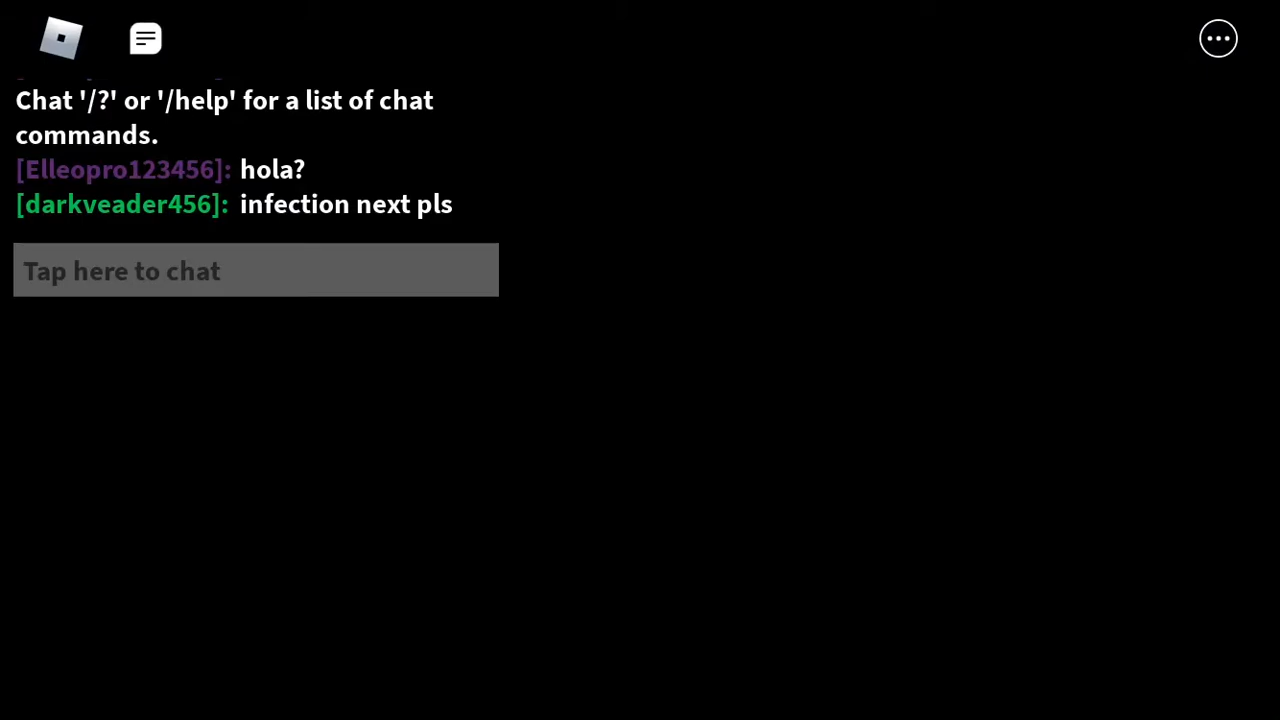 Chat '/?' or '/help' for a list of chat
commands.
[Elleopro123456]: hola?
[darkveader456]: infection next pls
Tap here to chat